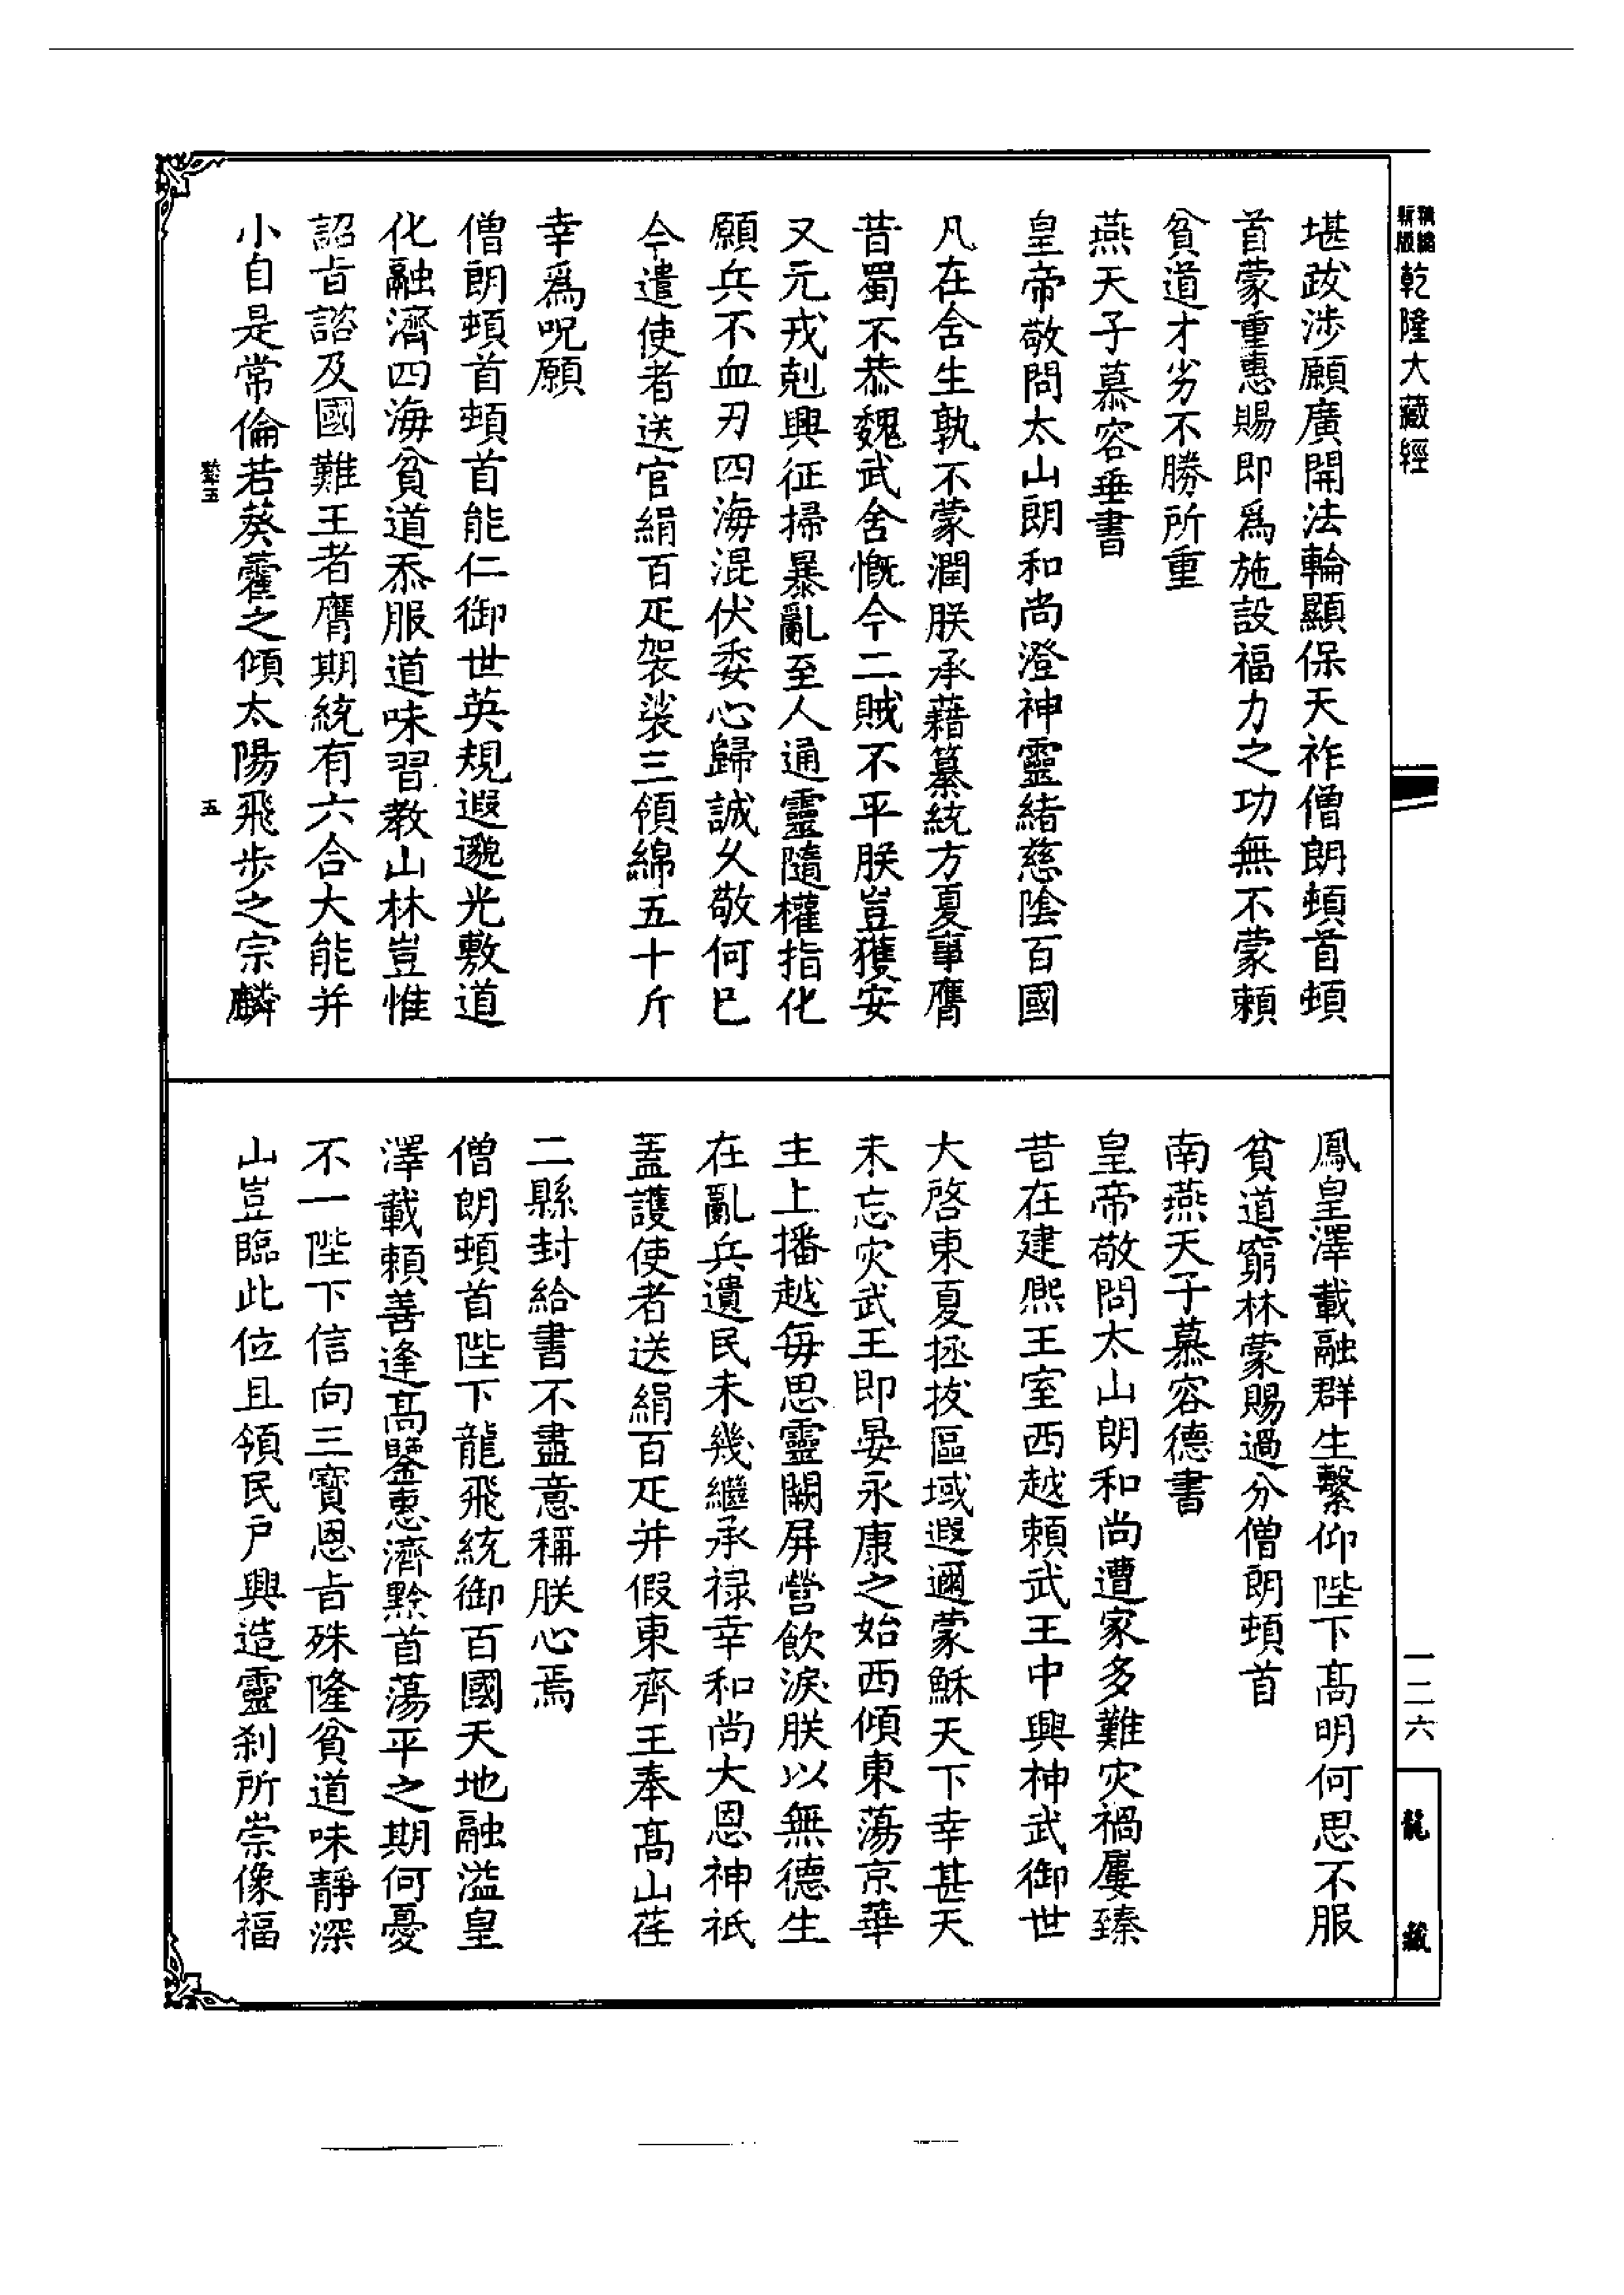 乾隆大藏經
堪䟦涉願廣開法輪顯保天祚僧朗頓首頓
首蒙重惠賜即爲施設福力之功無不蒙賴
貧道才劣不勝所重
燕天子慕容垂書
皇帝敬問太山朗和尚澄神靈緒慈陰百國
凡在含生孰不蒙潤朕承藉纂統方夏事膺
昔蜀不恭魏武含慨今二賊不平朕豈獲安
又元戎剋興征掃暴亂至人通靈隨權指化
願兵不血刃四海混伏委心歸誠乆敬何已
今遣使者送官絹百疋袈裟三領綿五十斤
幸爲呪願
僧朗頓首頓首能仁御世英規遐邈光敷道
化融濟四海貧道忝服道味習教山林豈惟
詔㫖諮及國難王者膺期統有六合大能并
小自是常倫若葵藿之傾太陽飛步之宗麟
五
鳳皇澤載融群生繫仰陛下髙明何思不服
貧道窮林蒙賜過分僧朗頓首
南燕天子慕容德書
皇帝敬問太山朗和尚遭家多難灾禍屢臻
昔在建熈王室西越賴武王中興神武御世
大啓東夏拯拔區域遐邇蒙穌天下幸甚天
未忘灾武王即晏永康之始西傾東蕩京華
主上播越每思靈闕屏營飲淚朕以無德生
在亂兵遺民未幾繼承禄幸和尚大恩神祇
葢護使者送絹百疋并假東齊王奉髙山茌
二縣封給書不盡意稱朕心焉
僧朗頓首陛下龍飛統御百國天地融溢皇
澤載賴善逢髙鑒惠濟黔首蕩平之期何憂
不一陛下信向三寳恩㫖殊隆貧道味靜深
山豈臨此位且領民户興造靈刹所崇像福
一二六
龍藏